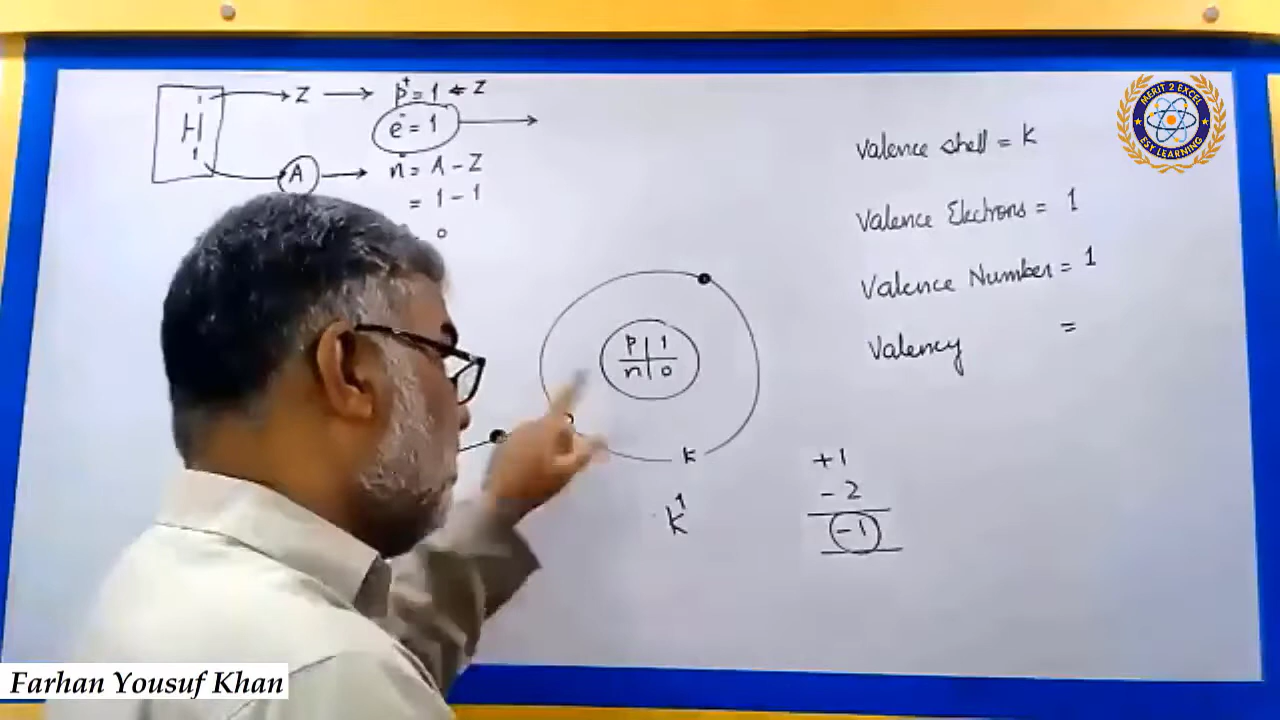 1
H
1
Z
p+ = 1 ← Z
e- = 1
A
n° = A - Z
= 1 - 1
0
Valence shell = K
Valence Electrons = 1
Valence Number = 1
Valency =
P | 1
n | 0
K
K1
+1
-2
-1
MERIT 2 EXCEL
ESY LEARNING
Farhan Yousuf Khan